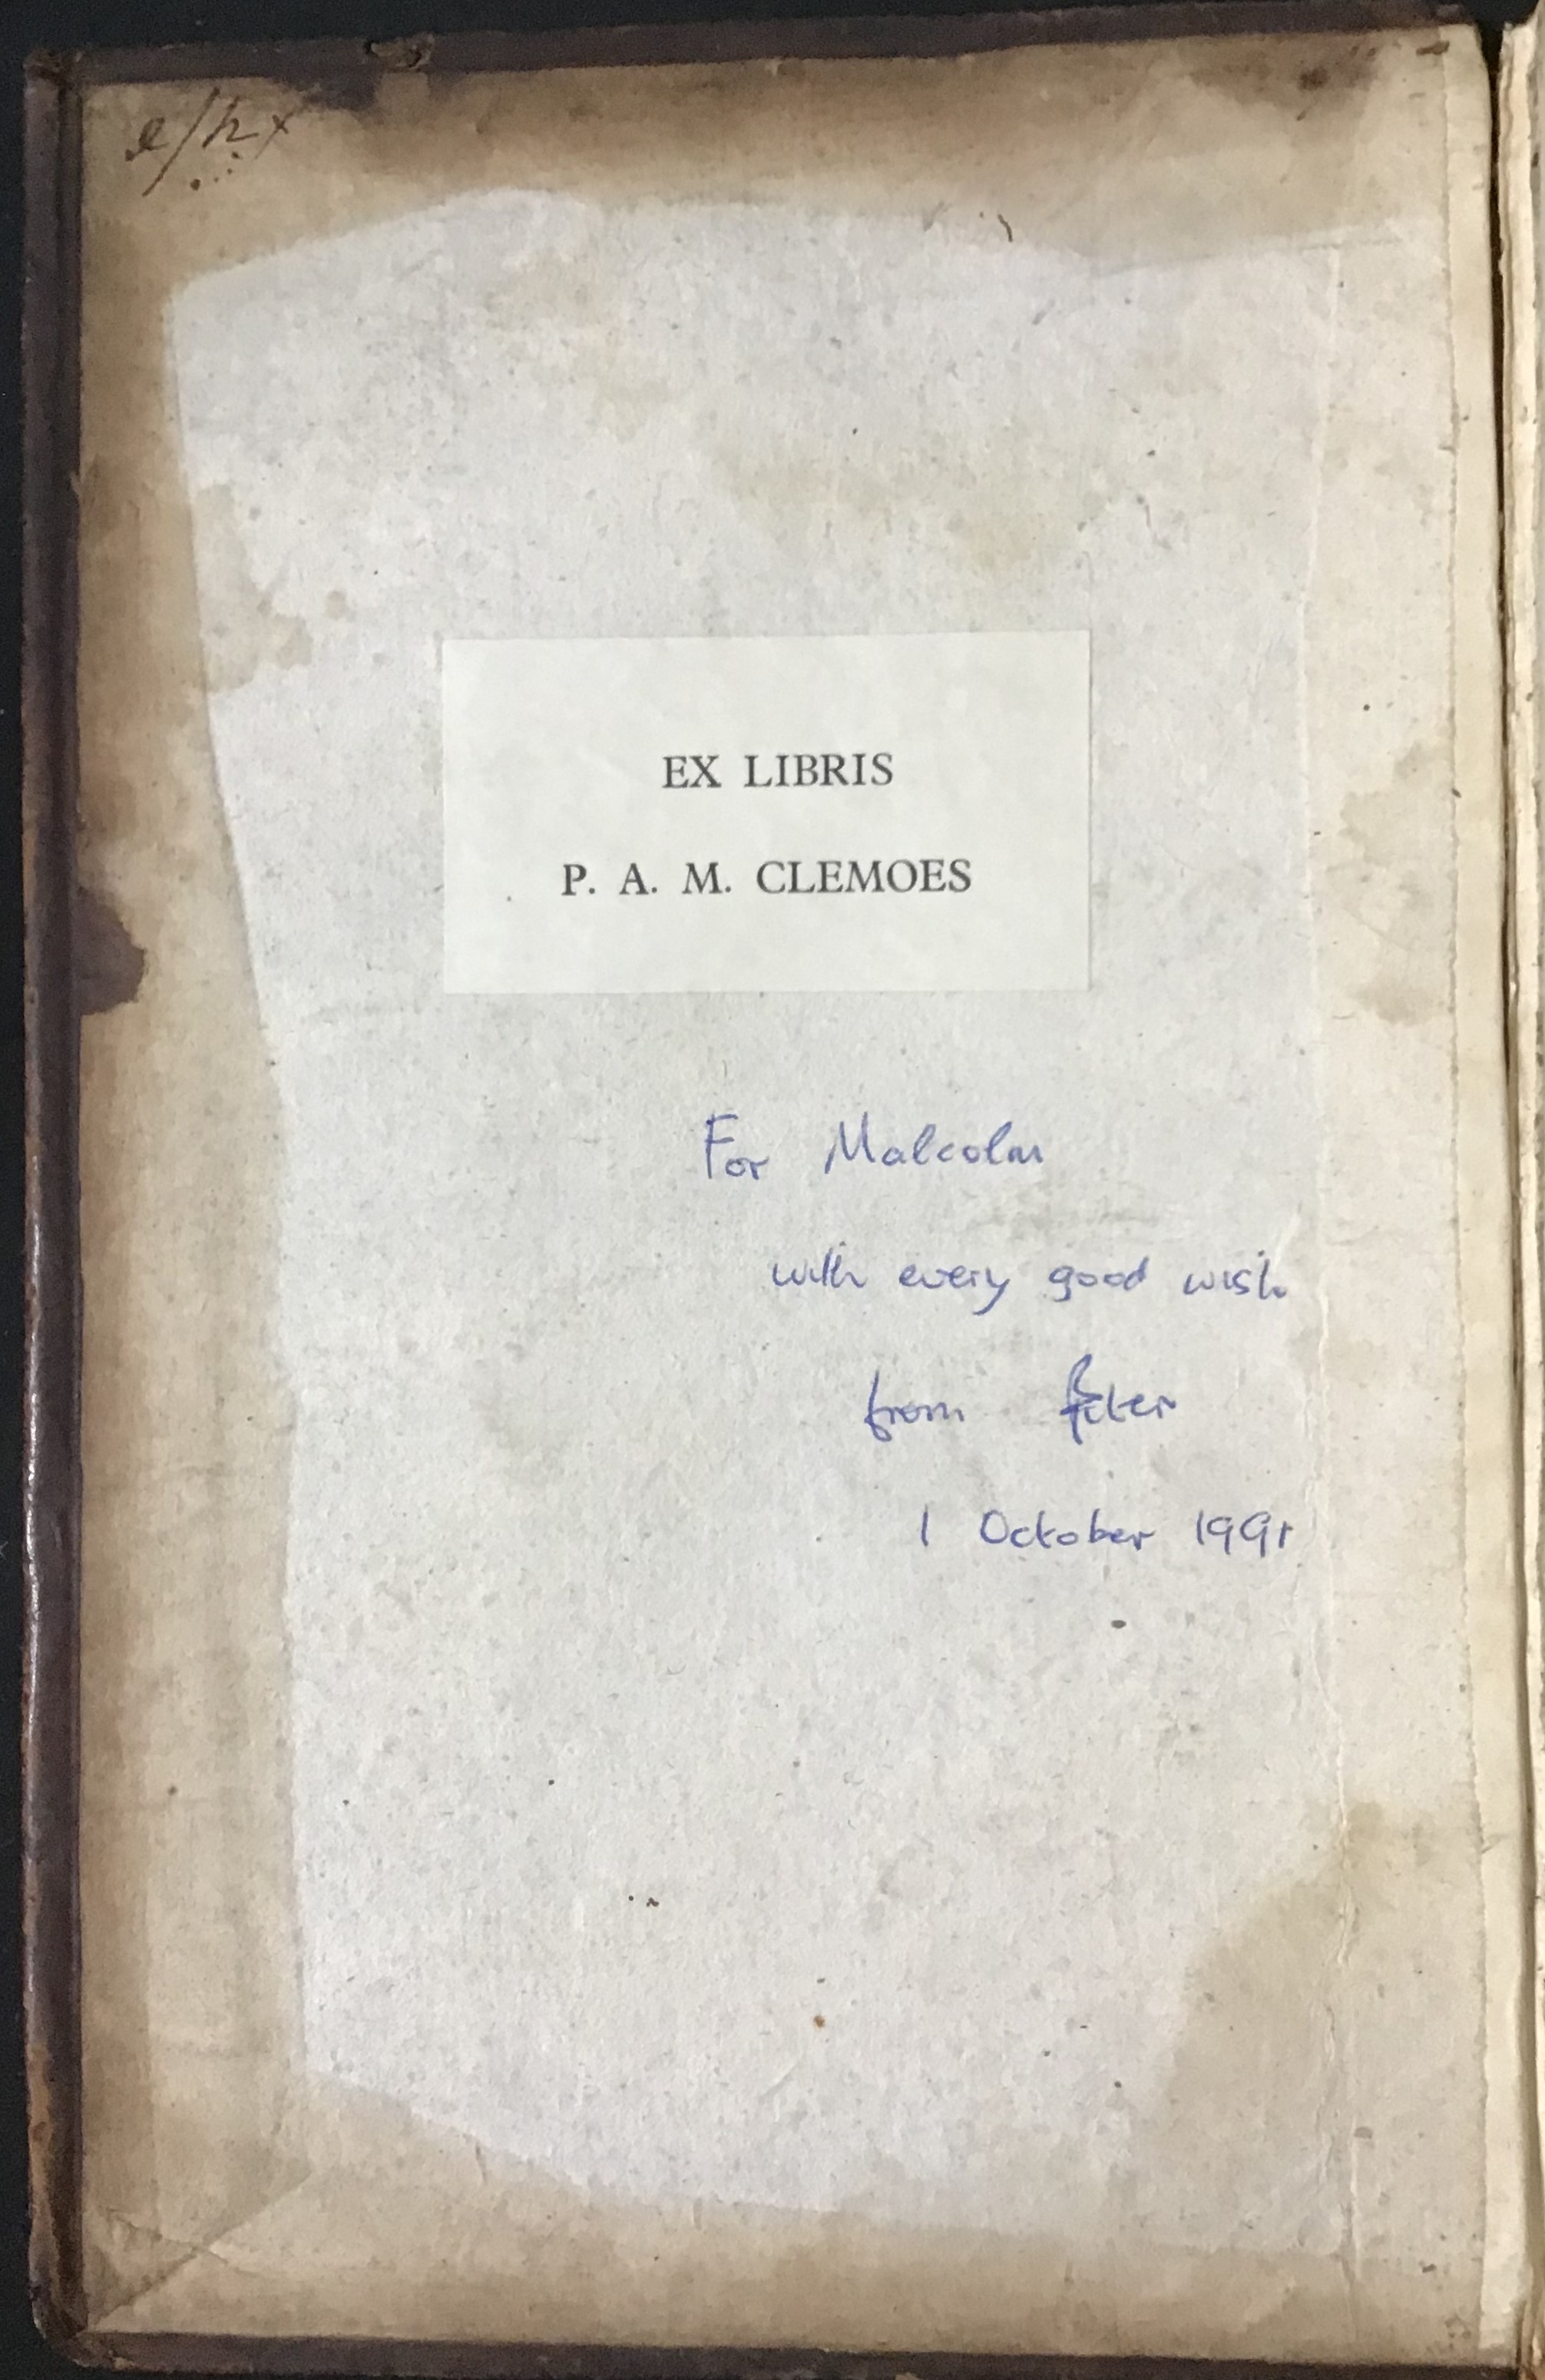 EX LIBRIS
P. A. M. CLEMOES
For Malcolm
with every good wish
from Peter
1 October 1991